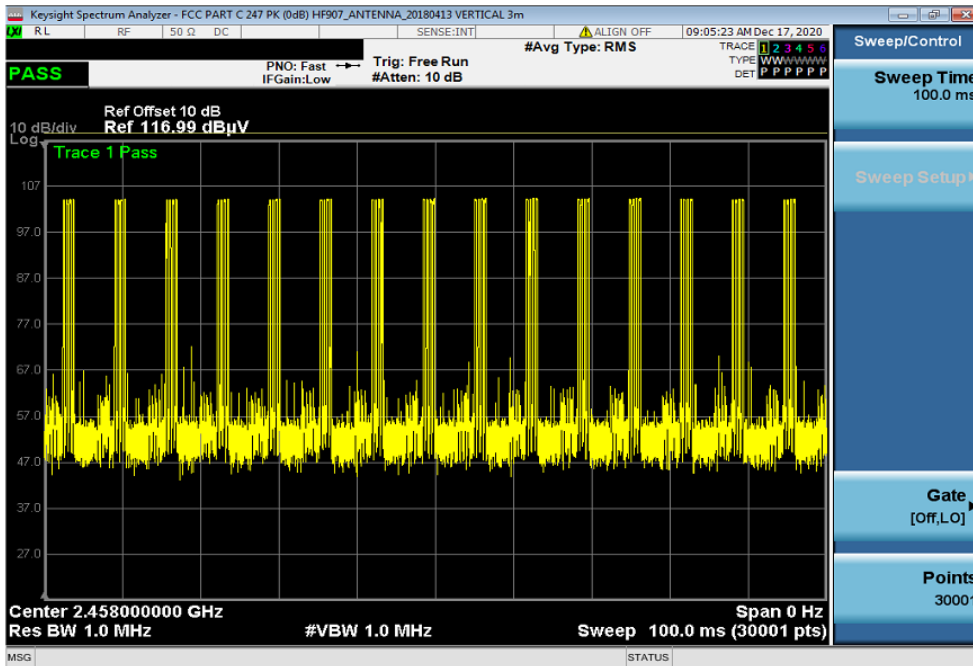 Keysight Spectrum Analyzer - FCC PART C 247 PK (0dB) HF907_ANTENNA_20180413 VERTICAL 3m
LXI RL RF 50 Ω DC SENSE:INT ALIGN OFF 09:05:23 AM Dec 17, 2020
PASS
PNO: Fast
IFGain:Low
Trig: Free Run
#Atten: 10 dB
#Avg Type: RMS
TRACE 1 2 3 4 5 6
TYPE WWWWWW
DET P P P P P P
Ref Offset 10 dB
10 dB/div Ref 116.99 dBµV
Log
Trace 1 Pass
107
97.0
87.0
77.0
67.0
57.0
47.0
37.0
27.0
Center 2.458000000 GHz Span 0 Hz
Res BW 1.0 MHz #VBW 1.0 MHz Sweep 100.0 ms (30001 pts)
MSG STATUS
Sweep/Control
Sweep Time
100.0 ms
Sweep Setup
Gate
[Off,LO]
Points
30001